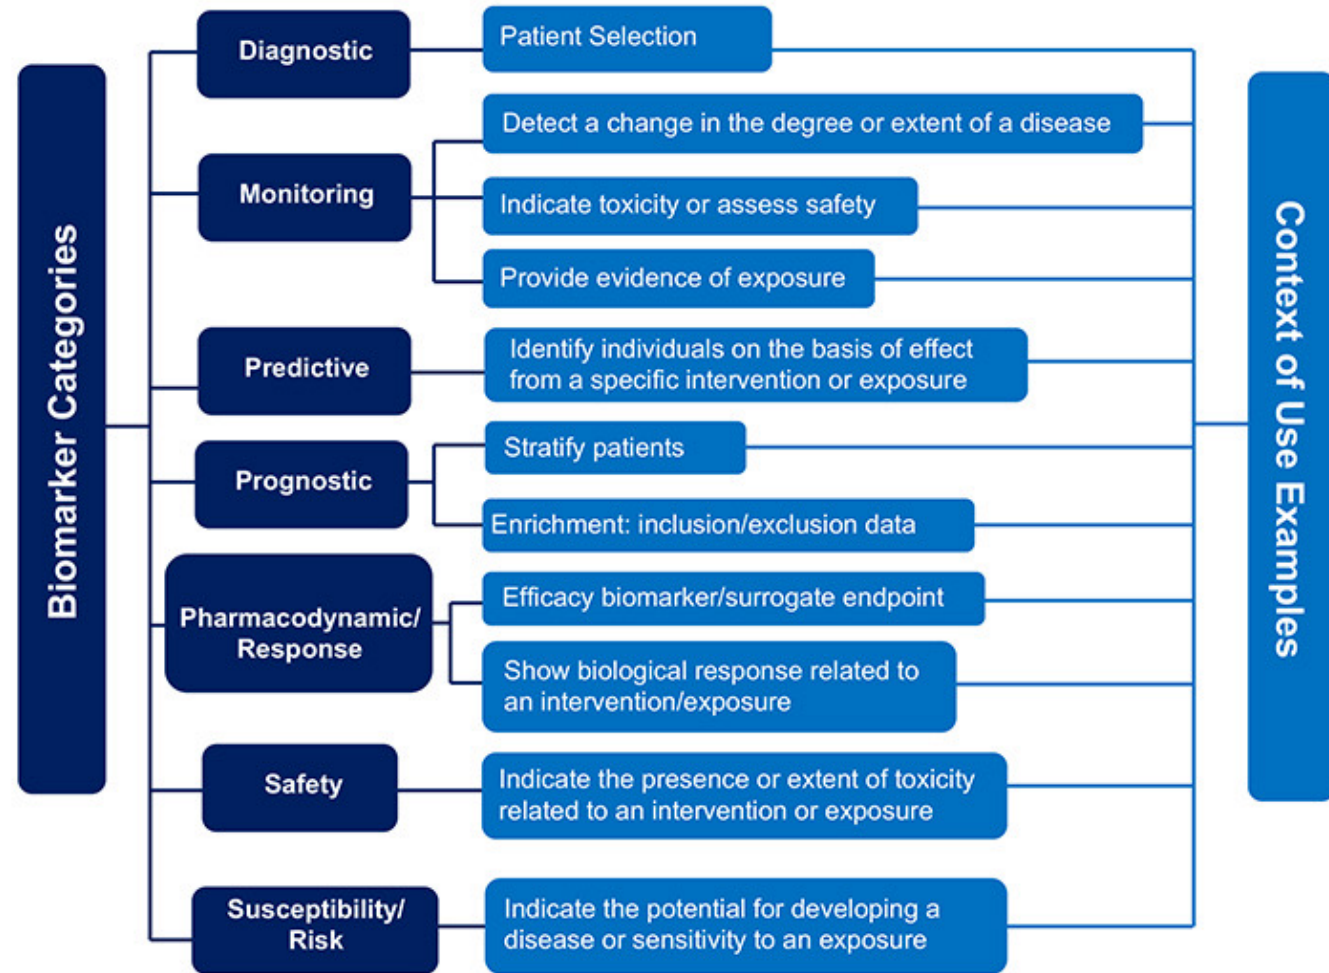 Biomarker Categories
Diagnostic
Patient Selection
Monitoring
Detect a change in the degree or extent of a disease
Indicate toxicity or assess safety
Provide evidence of exposure
Predictive
Identify individuals on the basis of effect
from a specific intervention or exposure
Prognostic
Stratify patients
Enrichment: inclusion/exclusion data
Pharmacodynamic/
Response
Efficacy biomarker/surrogate endpoint
Show biological response related to
an intervention/exposure
Safety
Indicate the presence or extent of toxicity
related to an intervention or exposure
Susceptibility/
Risk
Indicate the potential for developing a
disease or sensitivity to an exposure
Context of Use Examples